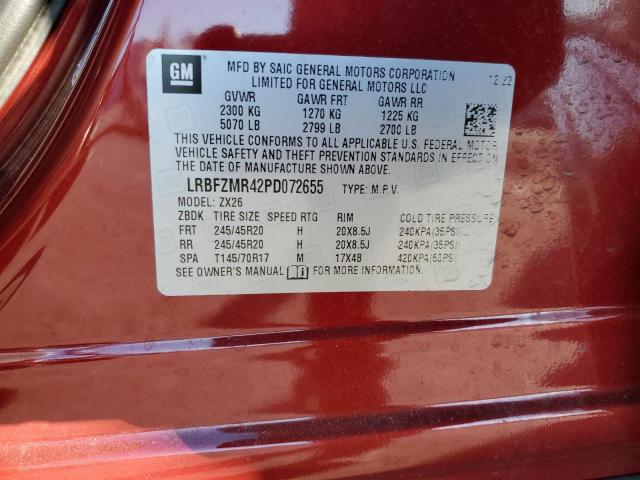 GM
MFD BY SAIC GENERAL MOTORS CORPORATION 12/22
LIMITED FOR GENERAL MOTORS LLC
GVWR GAWR FRT GAWR RR
2300 KG 1270 KG 1225 KG
5070 LB 2799 LB 2700 LB
THIS VEHICLE CONFORMS TO ALL APPLICABLE U.S. FEDERAL MOTOR
VEHICLE SAFETY AND THEFT PREVENTION STANDARDS IN EFFECT ON
THE DATE OF MANUFACTURE SHOWN ABOVE.
LRBFZMR42PD072655 TYPE: M.P.V.
MODEL: ZX26
ZBDK TIRE SIZE SPEED RTG RIM COLD TIRE PRESSURE
FRT 245/45R20 H 20X8.5J 240KPA(35PSI)
RR 245/45R20 H 20X8.5J 240KPA(35PSI)
SPA T145/70R17 M 17X4B 420KPA(60PSI)
SEE OWNER'S MANUAL FOR MORE INFORMATION.